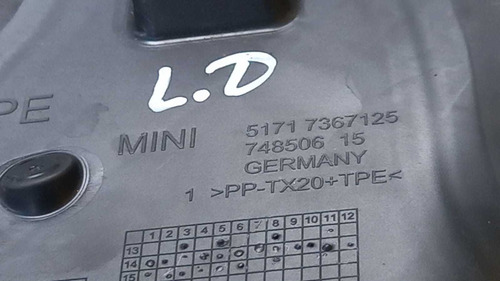 L.D
PE
MINI
5171 7367125
748506 15
GERMANY
1 >PP-TX20+TPE<
1 2 3 4 5 6 7 8 9 10 11 12
13
14
15